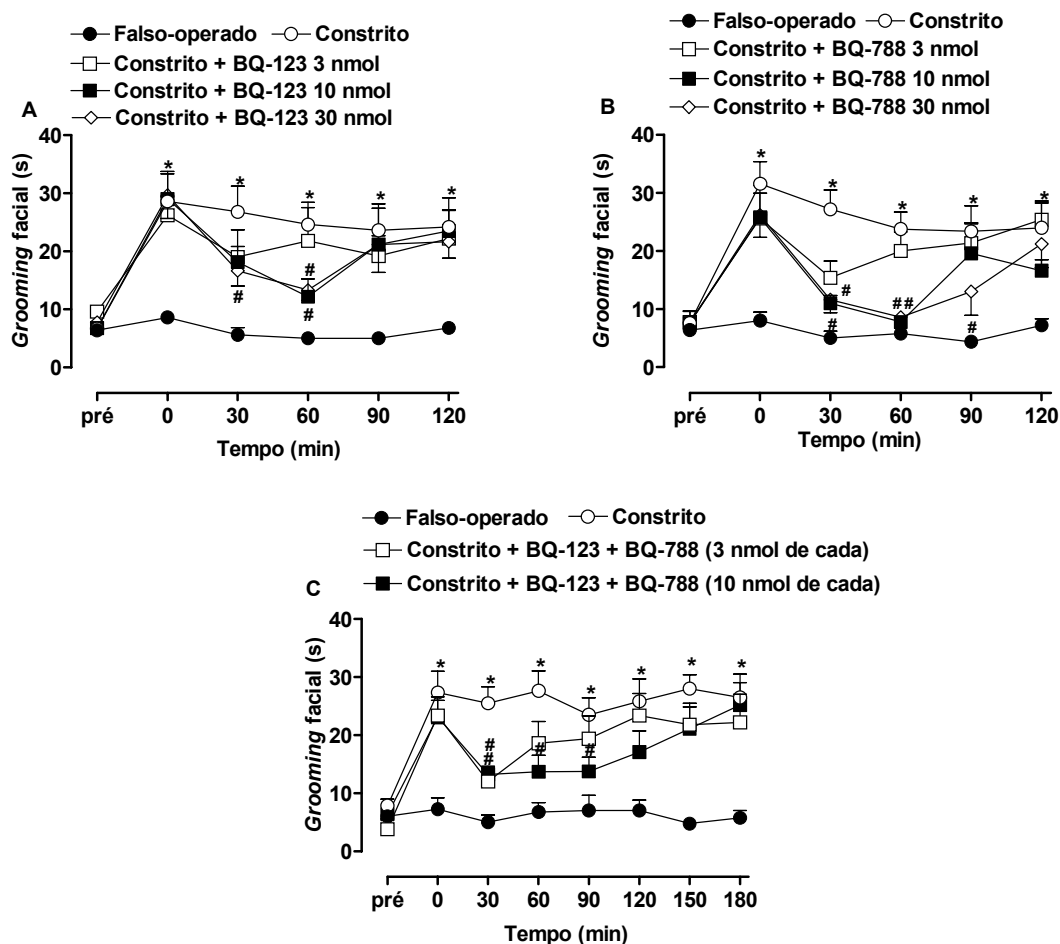 Falso-operado Constrito
Constrito + BQ-123 3 nmol
Constrito + BQ-123 10 nmol
Constrito + BQ-123 30 nmol
A
Grooming facial (s)
40
30
20
10
0
* * * * *
#
# #
pré 0 30 60 90 120
Tempo (min)
Falso-operado Constrito
Constrito + BQ-788 3 nmol
Constrito + BQ-788 10 nmol
Constrito + BQ-788 30 nmol
B
Grooming facial (s)
40
30
20
10
0
* * * * *
# ##
# #
pré 0 30 60 90 120
Tempo (min)
Falso-operado Constrito
Constrito + BQ-123 + BQ-788 (3 nmol de cada)
Constrito + BQ-123 + BQ-788 (10 nmol de cada)
C
Grooming facial (s)
40
30
20
10
0
* * * * * * *
# # #
#
pré 0 30 60 90 120 150 180
Tempo (min)